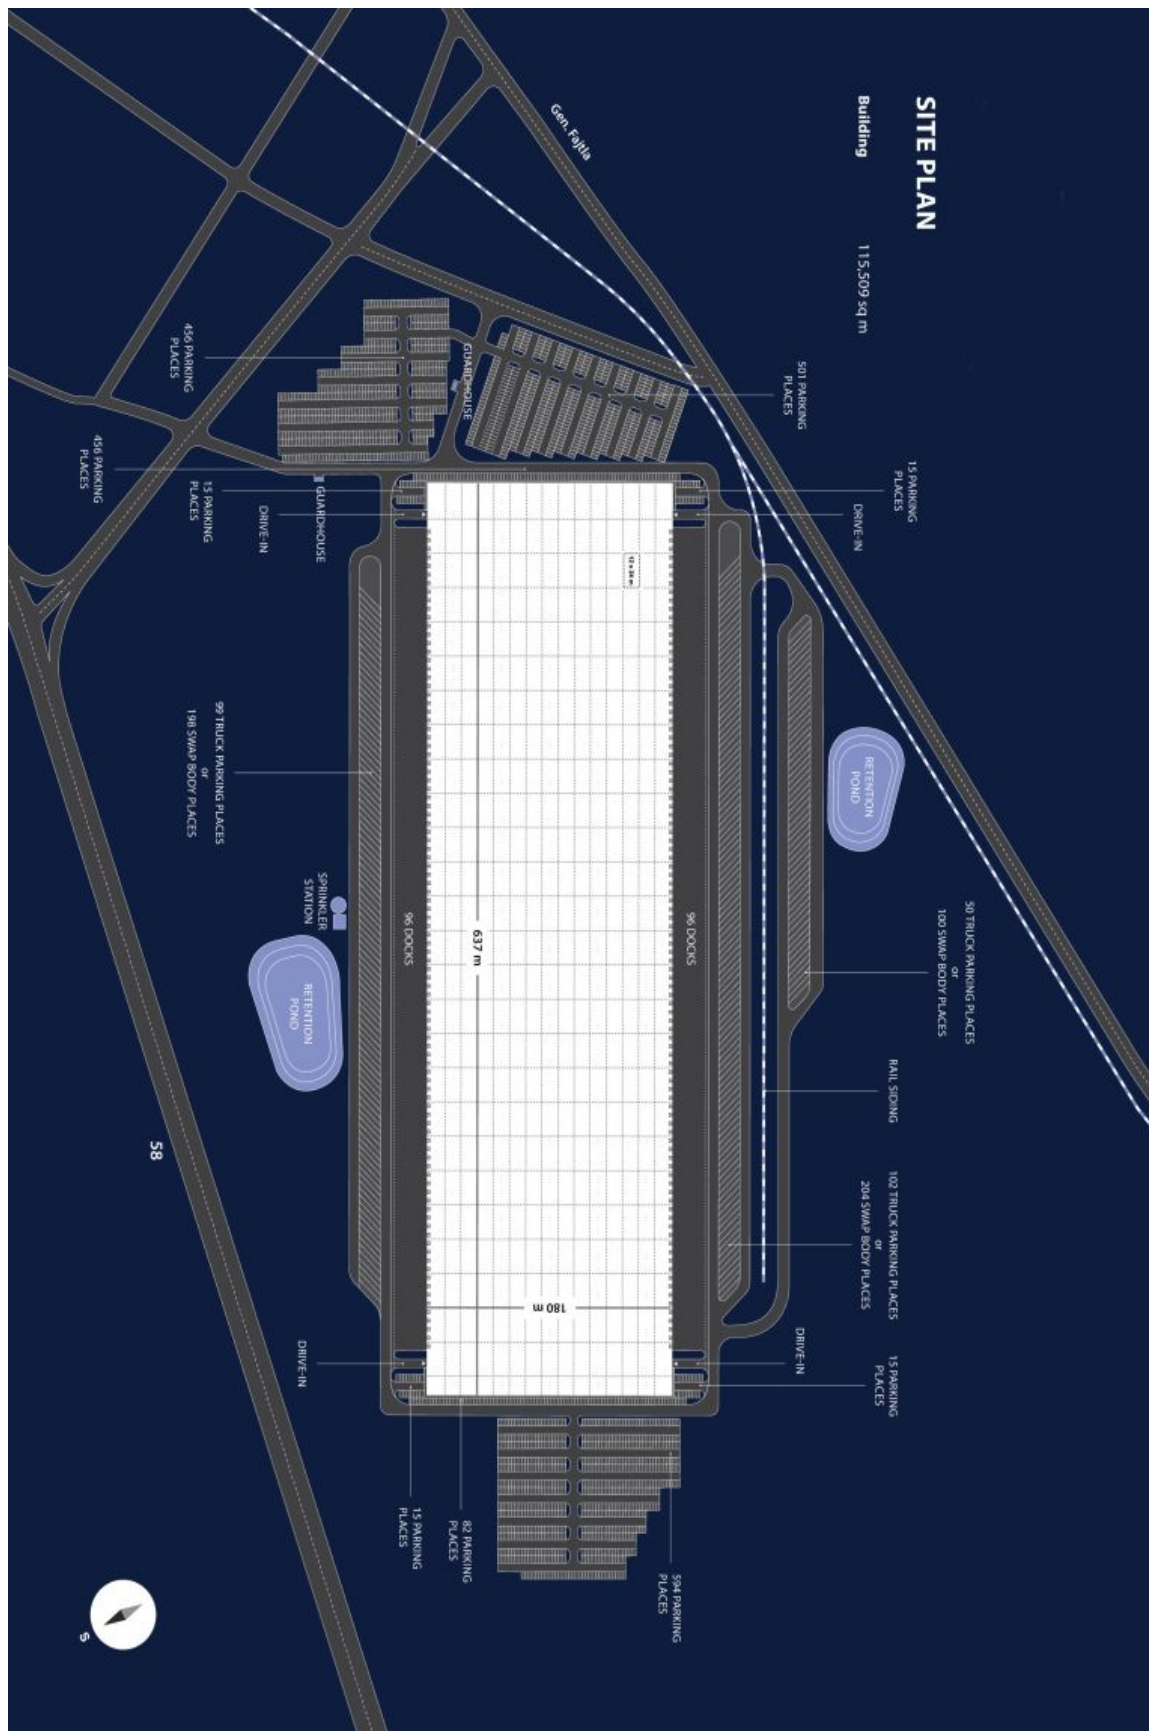 SITE PLAN
Building 115,509 sq m
Gen. Fajtla
501 PARKING
PLACES
15 PARKING
PLACES
DRIVE-IN
RETENTION
POND
50 TRUCK PARKING PLACES
or
100 SWAP BODY PLACES
RAIL SIDING
102 TRUCK PARKING PLACES
or
204 SWAP BODY PLACES
DRIVE-IN
15 PARKING
PLACES
GUARDHOUSE
456 PARKING
PLACES
12 x 24 m
96 DOCKS
637 m
180 m
96 DOCKS
456 PARKING
PLACES
15 PARKING
PLACES
DRIVE-IN
GUARDHOUSE
99 TRUCK PARKING PLACES
or
198 SWAP BODY PLACES
SPRINKLER
STATION
RETENTION
POND
DRIVE-IN
15 PARKING
PLACES
82 PARKING
PLACES
594 PARKING
PLACES
58
S